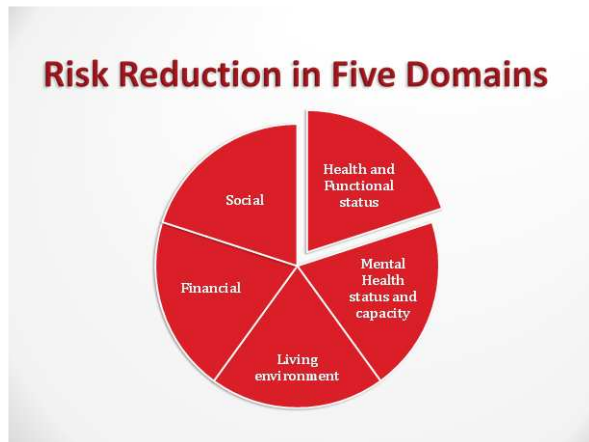 Risk Reduction in Five Domains
Health and
Functional
status
Social
Mental
Health
status and
capacity
Financial
Living
environment